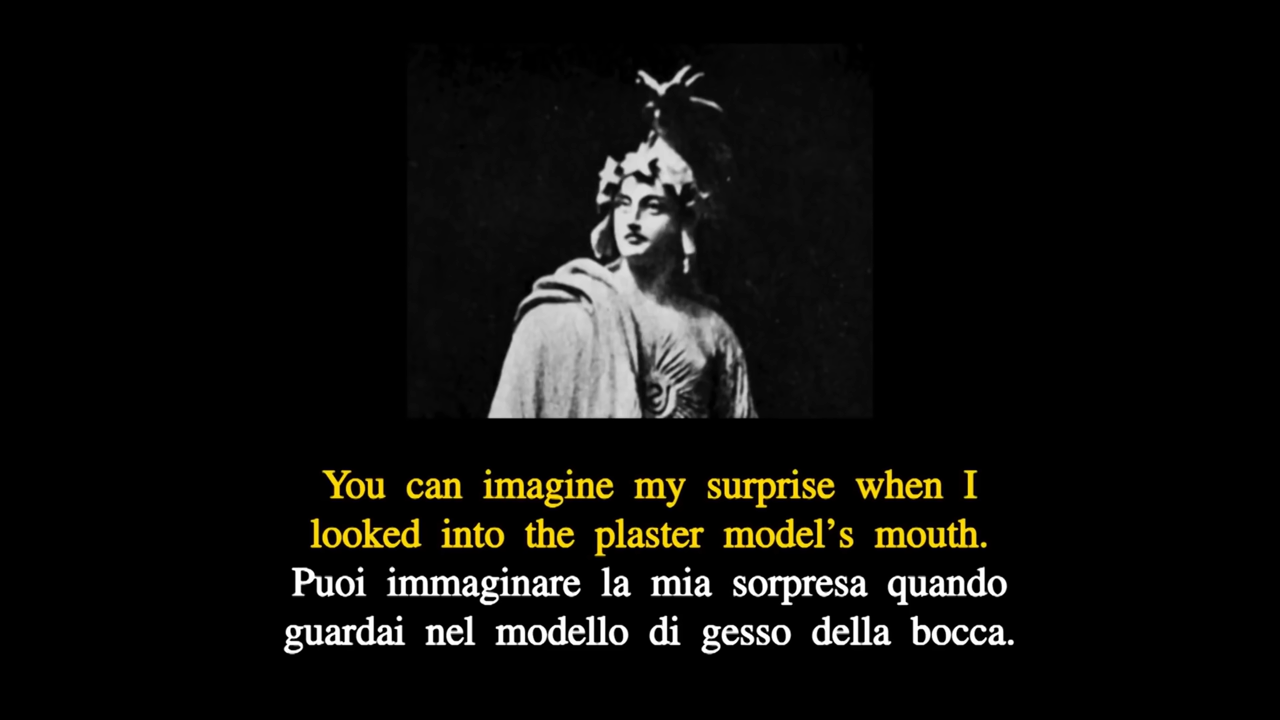 You can imagine my surprise when I
looked into the plaster model’s mouth.
Puoi immaginare la mia sorpresa quando
guardai nel modello di gesso della bocca.